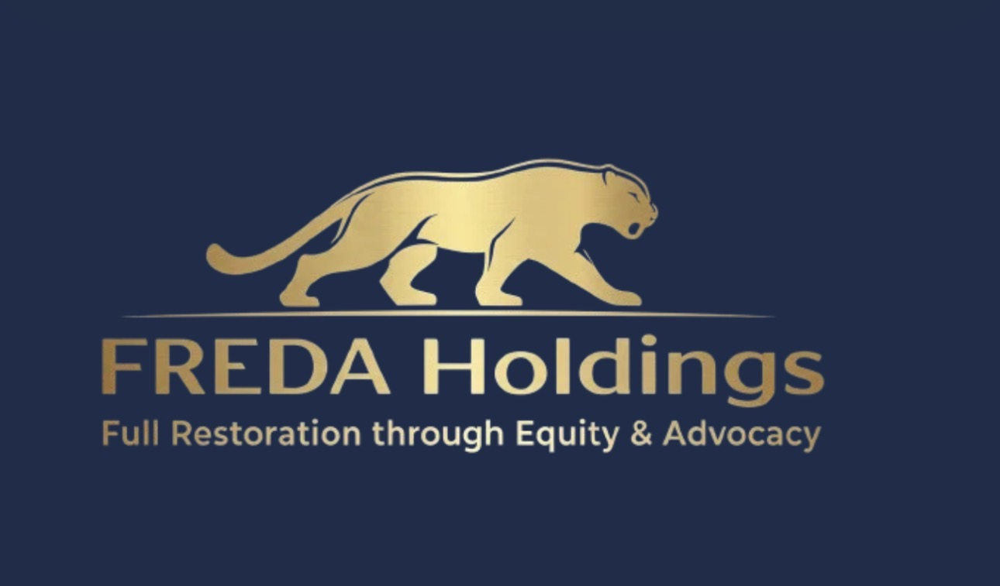 FREDA Holdings
Full Restoration through Equity & Advocacy